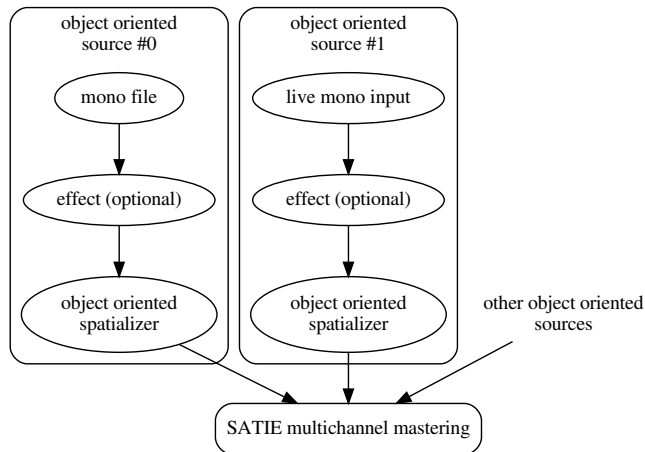 object oriented
source #0
mono file
effect (optional)
object oriented
spatializer
object oriented
source #1
live mono input
effect (optional)
object oriented
spatializer
other object oriented
sources
SATIE multichannel mastering